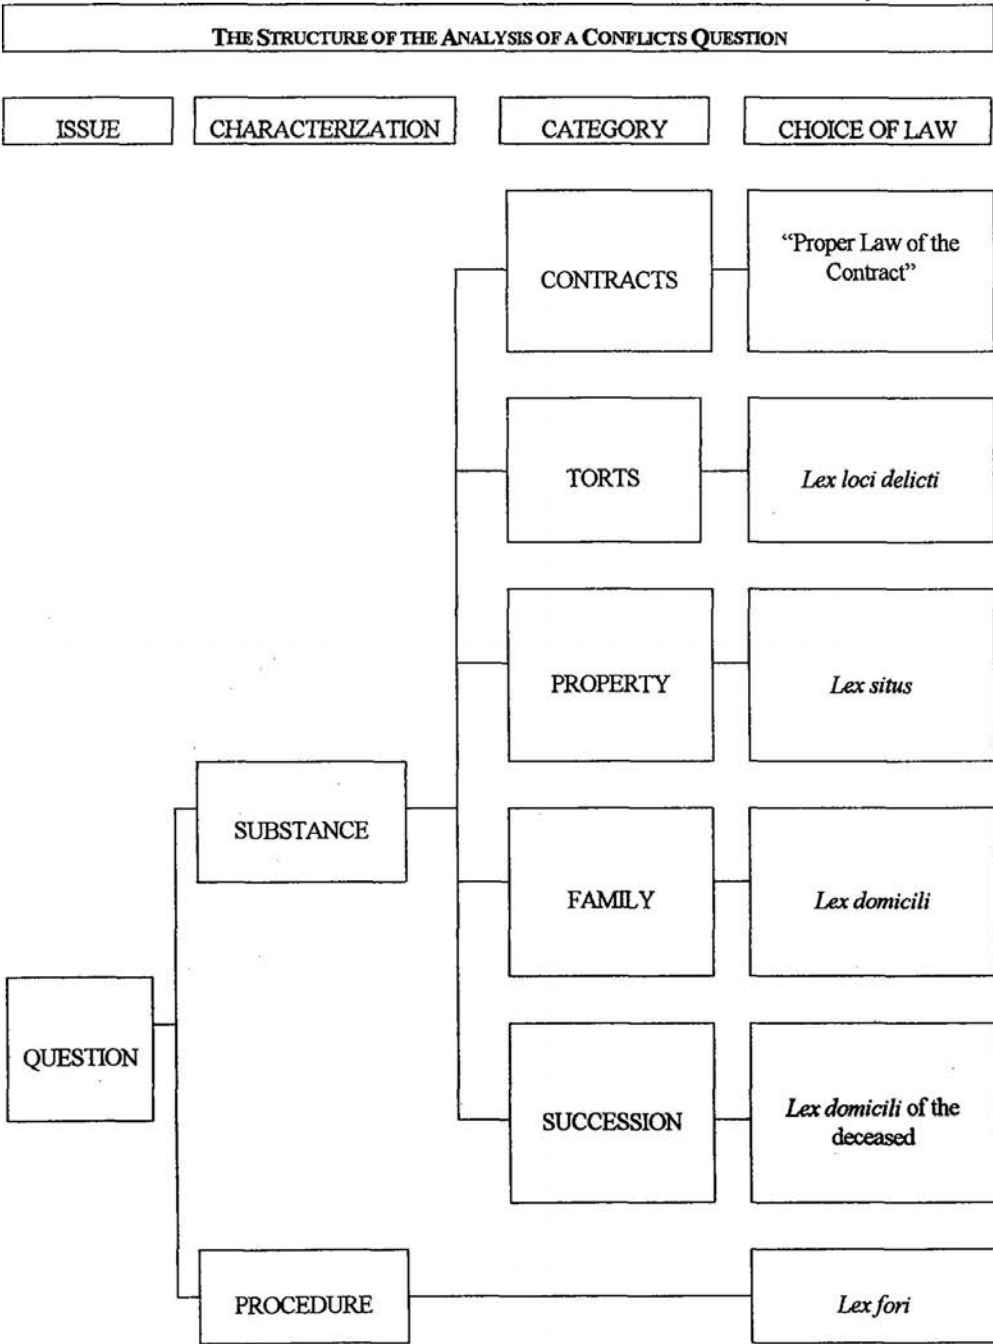 THE STRUCTURE OF THE ANALYSIS OF A CONFLICTS QUESTION
ISSUE
CHARACTERIZATION
CATEGORY
CHOICE OF LAW
CONTRACTS
“Proper Law of the
Contract”
TORTS
Lex loci delicti
PROPERTY
Lex situs
SUBSTANCE
FAMILY
Lex domicili
QUESTION
SUCCESSION
Lex domicili of the
deceased
PROCEDURE
Lex fori